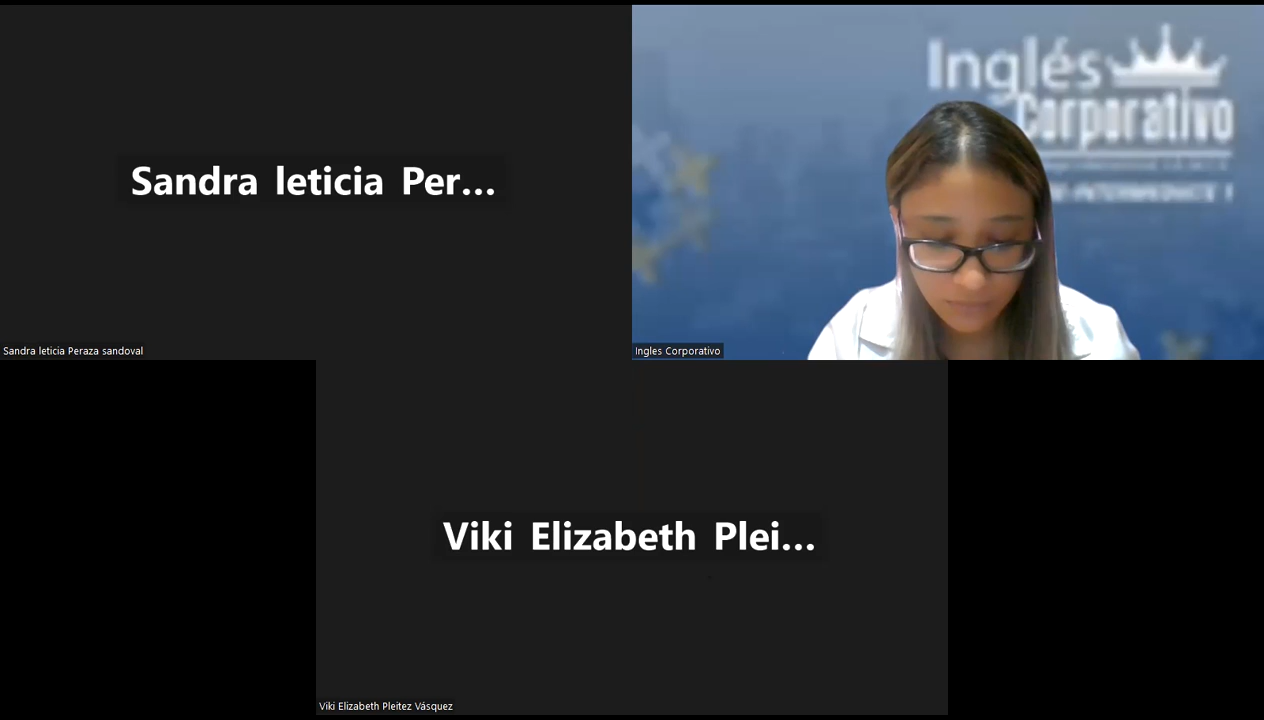 Sandra leticia Per...
Sandra leticia Peraza sandoval
Inglés
Corporativo
Ingles Corporativo
Viki Elizabeth Plei...
Viki Elizabeth Pleitez Vásquez